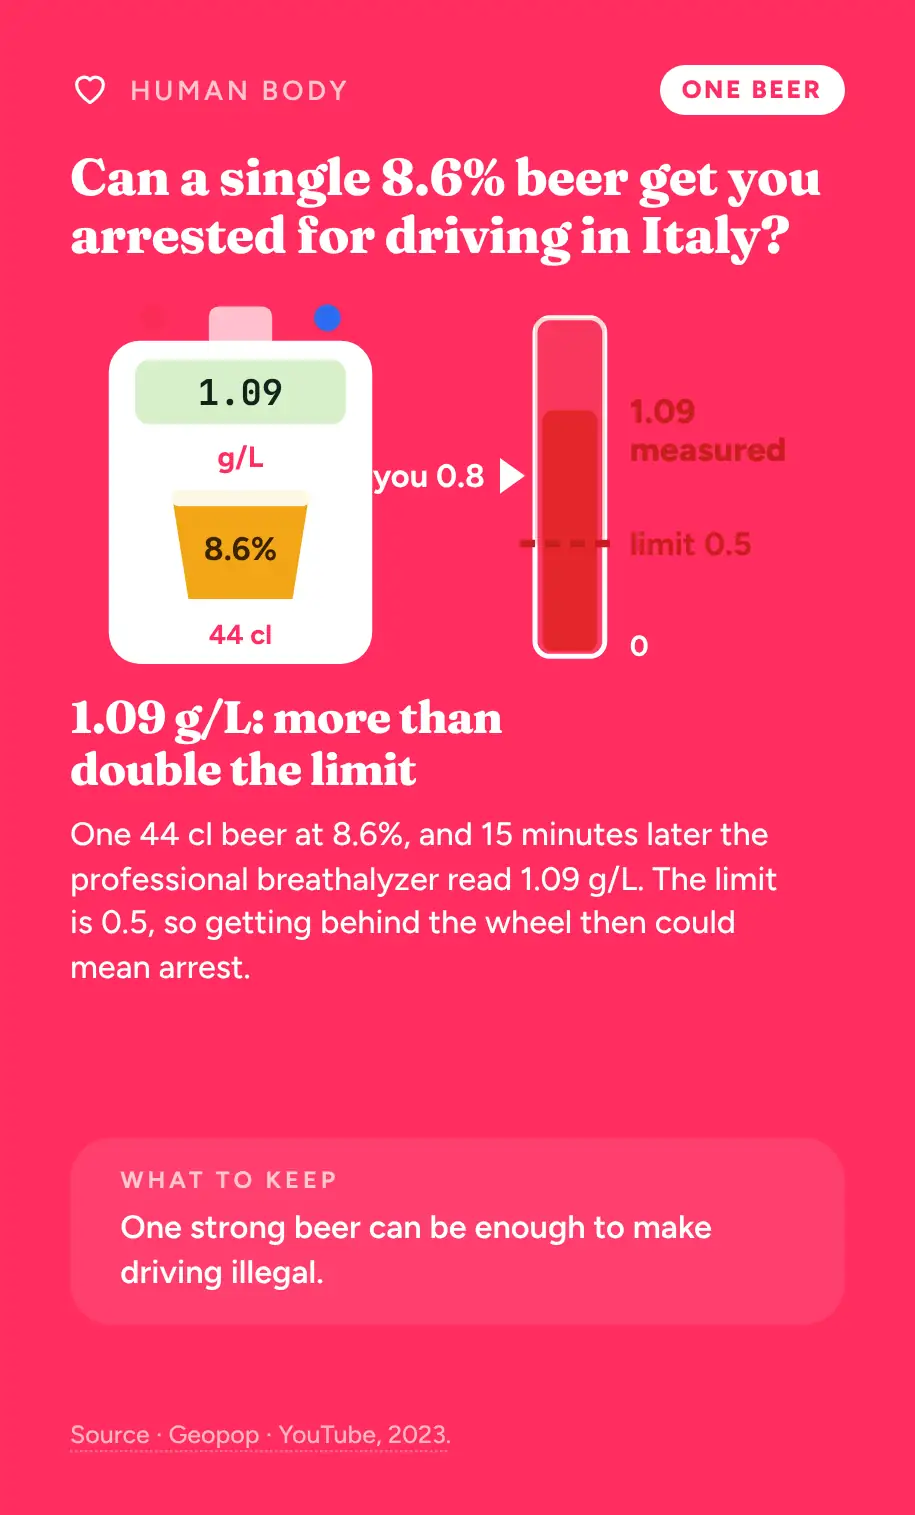 HUMAN BODY
ONE BEER
Can a single 8.6% beer get you
arrested for driving in Italy?
1.09
g/L
8.6%
44 cl
you 0.8
1.09
measured
limit 0.5
0
1.09 g/L: more than
double the limit
One 44 cl beer at 8.6%, and 15 minutes later the
professional breathalyzer read 1.09 g/L. The limit
is 0.5, so getting behind the wheel then could
mean arrest.
WHAT TO KEEP
One strong beer can be enough to make
driving illegal.
Source · Geopop · YouTube, 2023.